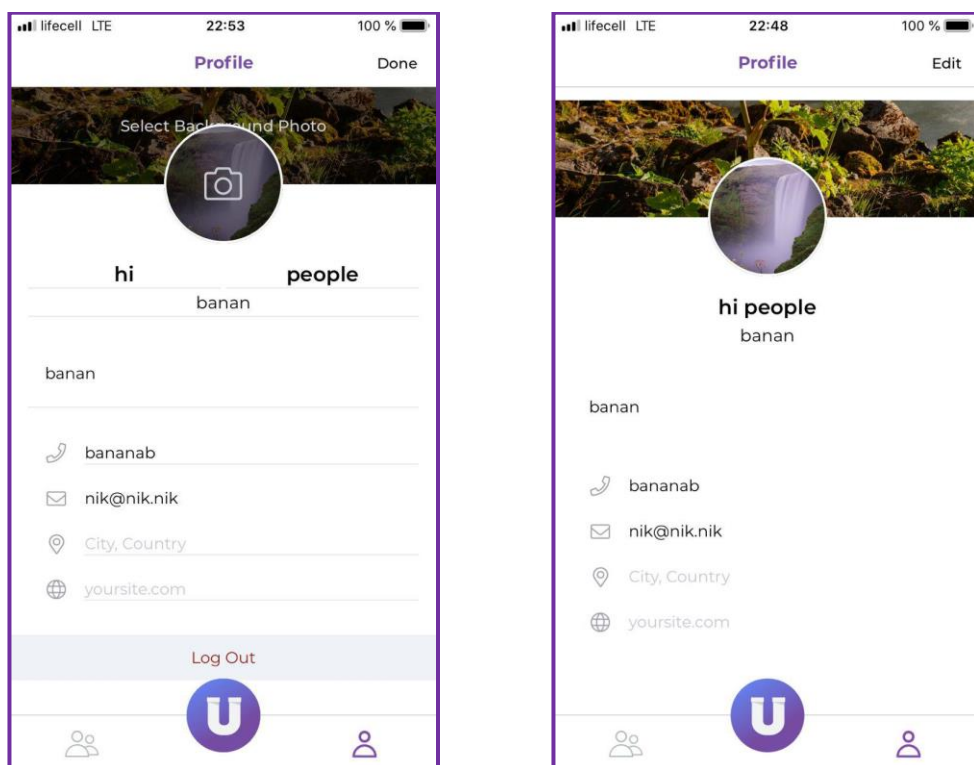 lifecell LTE 22:53 100 %
Profile Done
Select Background Photo
hi people
banan
banan
bananab
nik@nik.nik
City, Country
yoursite.com
Log Out
U
lifecell LTE 22:48 100 %
Profile Edit
hi people
banan
banan
bananab
nik@nik.nik
City, Country
yoursite.com
U